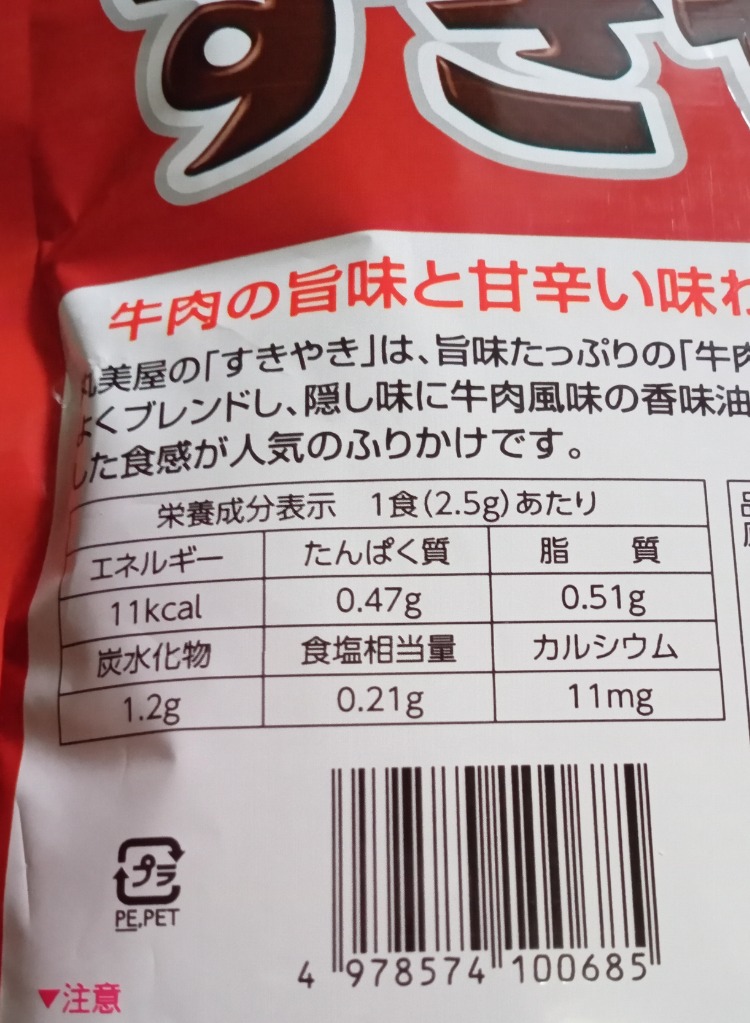 すきや
牛肉の旨味と甘辛い味わ
丸美屋の「すきやき」は、旨味たっぷりの「牛肉
よくブレンドし、隠し味に牛肉風味の香味油
した食感が人気のふりかけです。
栄養成分表示 1食(2.5g)あたり
エネルギー たんぱく質 脂 質
11kcal 0.47g 0.51g
炭水化物 食塩相当量 カルシウム
1.2g 0.21g 11mg
プラ
PE,PET
4 978574 100685
▼注意